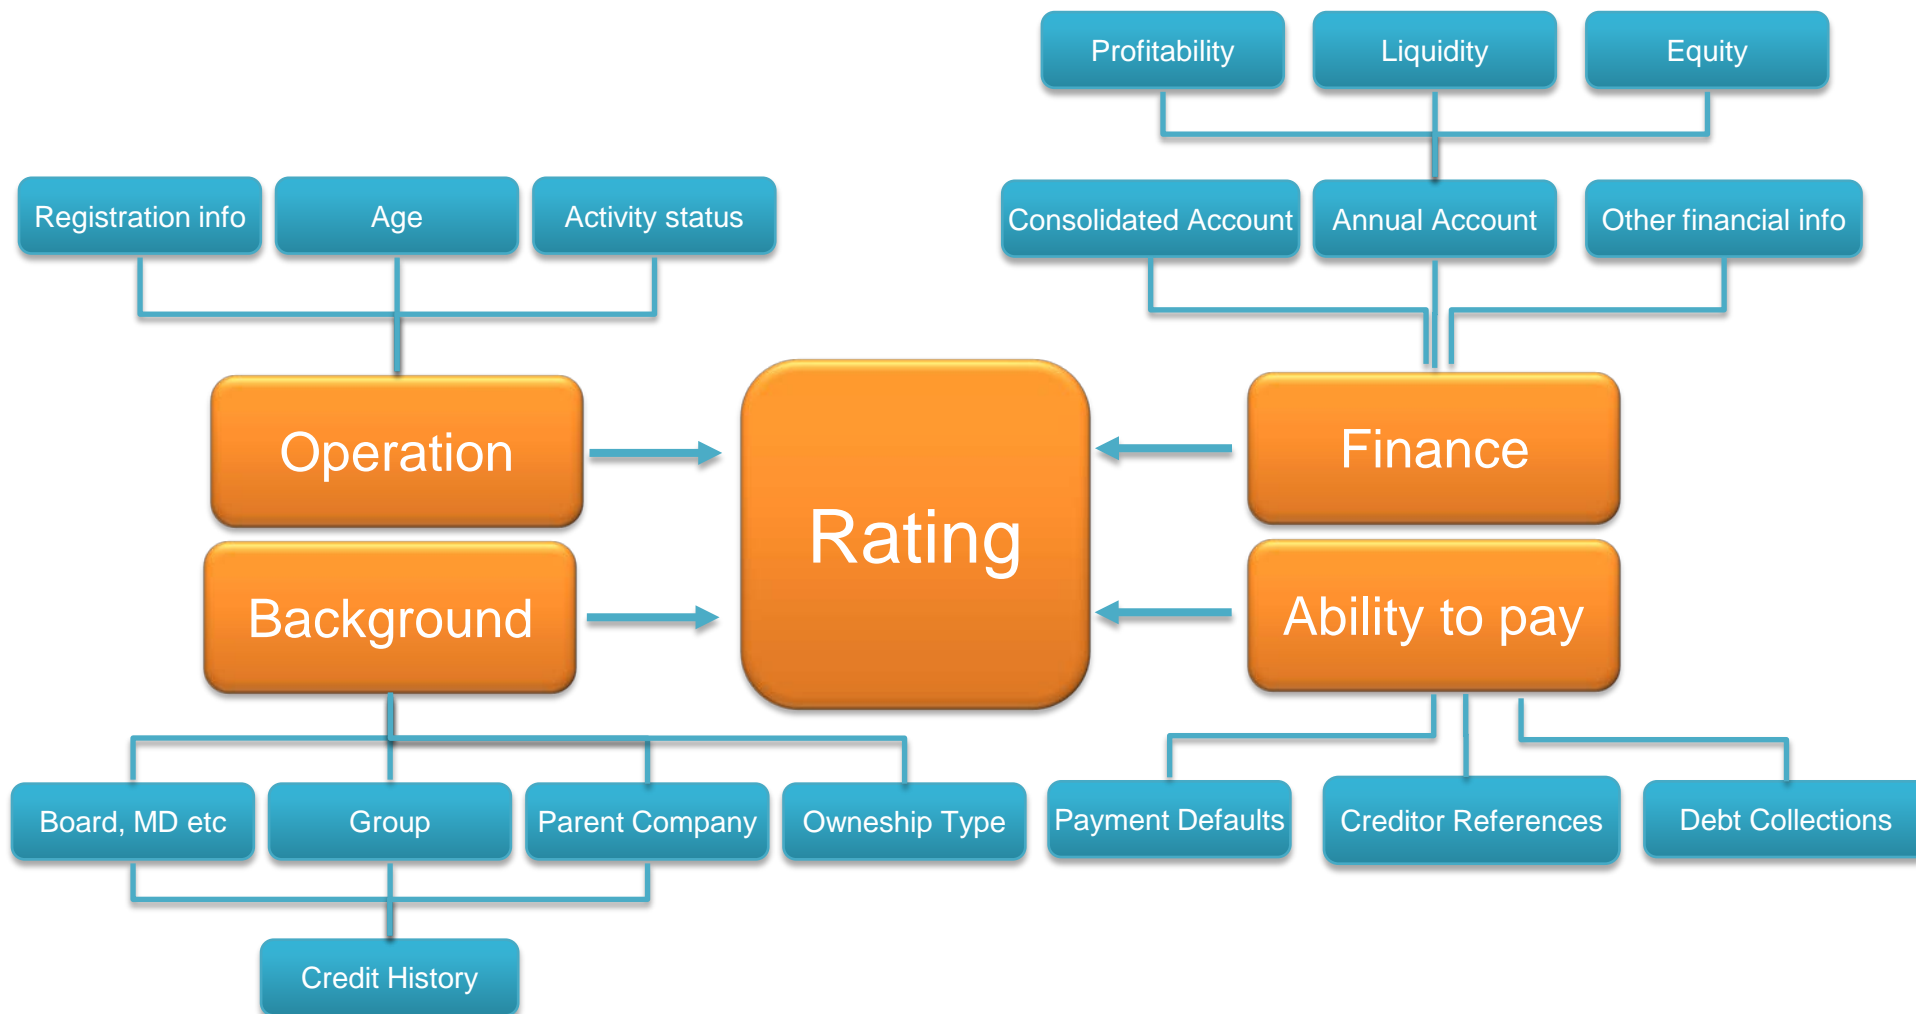 Profitability
Liquidity
Equity
Registration info
Age
Activity status
Consolidated Account
Annual Account
Other financial info
Operation
Rating
Finance
Background
Ability to pay
Board, MD etc
Group
Parent Company
Owneship Type
Payment Defaults
Creditor References
Debt Collections
Credit History